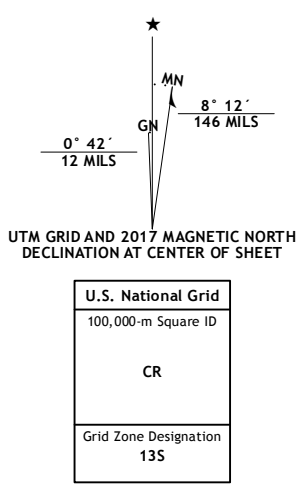 ★
MN
GN
8° 12´
146 MILS
0° 42´
12 MILS
UTM GRID AND 2017 MAGNETIC NORTH
DECLINATION AT CENTER OF SHEET
U.S. National Grid
100,000-m Square ID
CR
Grid Zone Designation
13S